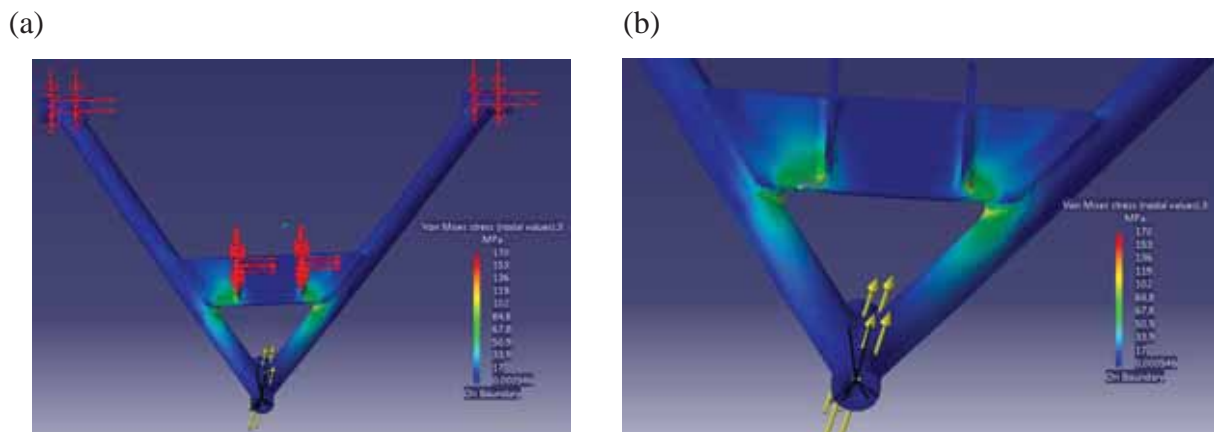 (a)
(b)
Von Mises stress (nodal values).3
MPa
170
153
136
119
102
84.8
67.8
50.9
33.9
17
On Boundary
Von Mises stress (nodal values).3
MPa
170
153
136
119
102
84.8
67.8
50.9
33.9
17
0.000546
On Boundary